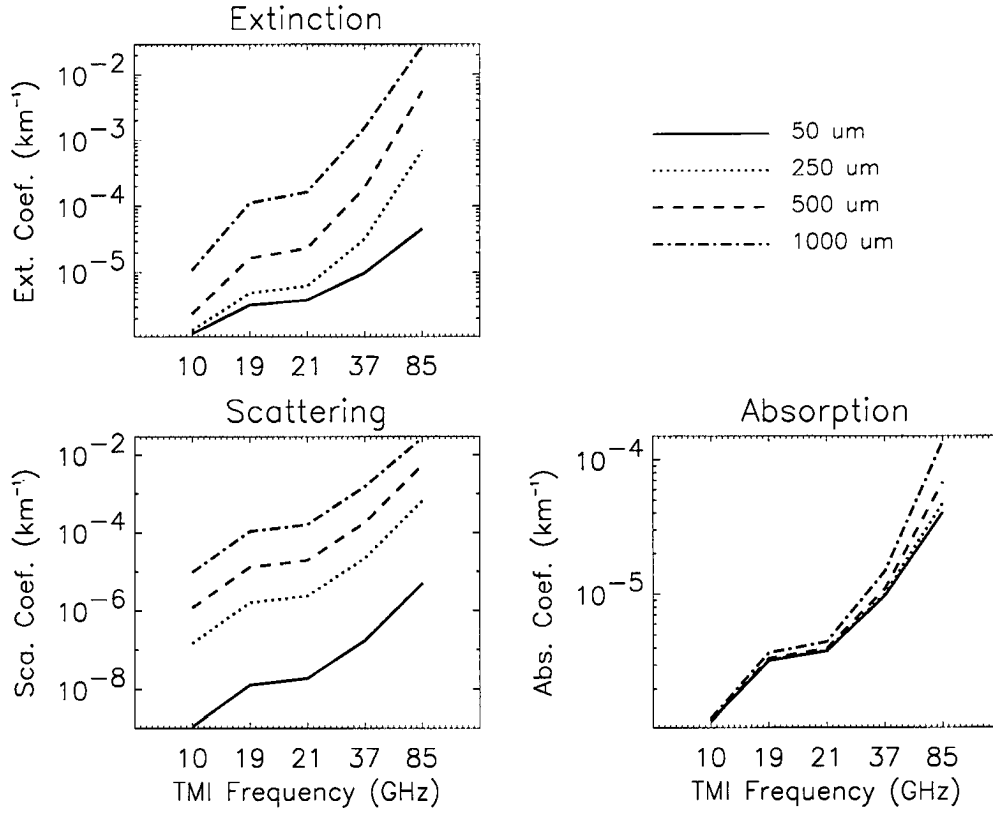 Extinction
Ext. Coef. (km⁻¹)
10⁻²
10⁻³
10⁻⁴
10⁻⁵
10 19 21 37 85
50 um
250 um
500 um
1000 um
Scattering
Sca. Coef. (km⁻¹)
10⁻²
10⁻⁴
10⁻⁶
10⁻⁸
10 19 21 37 85
TMI Frequency (GHz)
Absorption
Abs. Coef. (km⁻¹)
10⁻⁴
10⁻⁵
10 19 21 37 85
TMI Frequency (GHz)